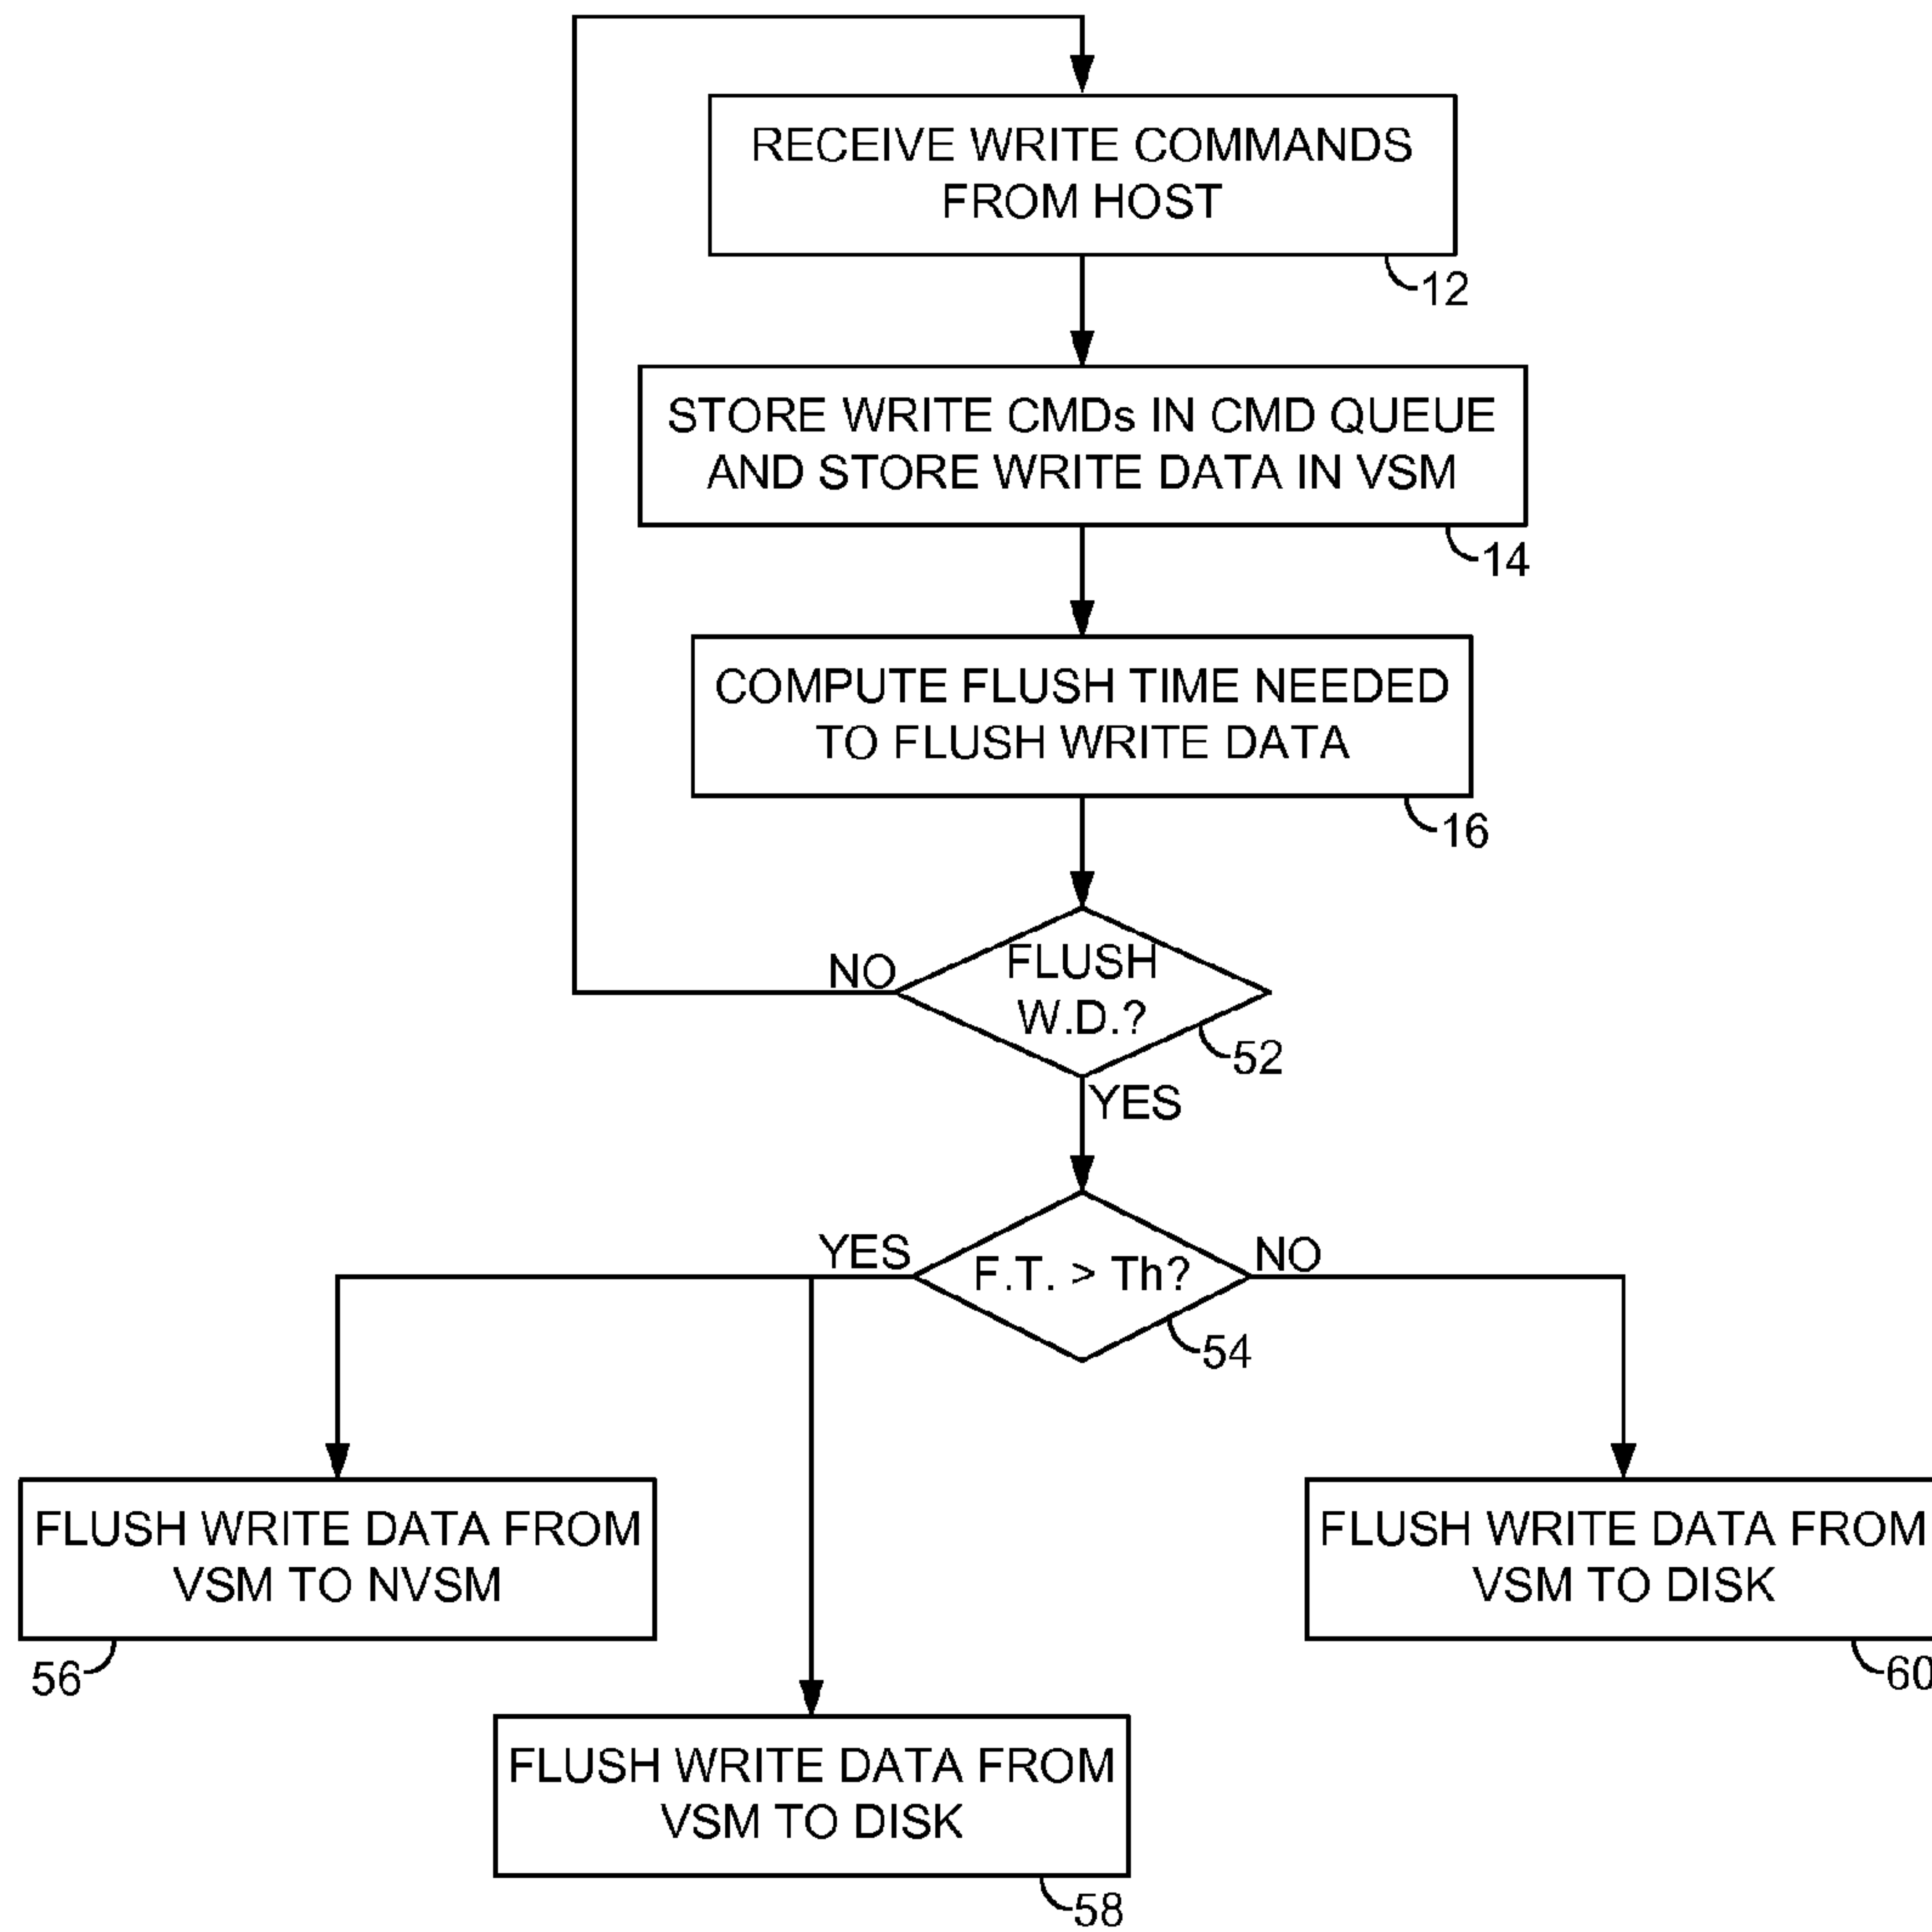 RECEIVE WRITE COMMANDS
FROM HOST
12
STORE WRITE CMDs IN CMD QUEUE
AND STORE WRITE DATA IN VSM
14
COMPUTE FLUSH TIME NEEDED
TO FLUSH WRITE DATA
16
NO
FLUSH
W.D.?
52
YES
YES
F.T. > Th?
NO
54
FLUSH WRITE DATA FROM
VSM TO NVSM
56
FLUSH WRITE DATA FROM
VSM TO DISK
60
FLUSH WRITE DATA FROM
VSM TO DISK
58